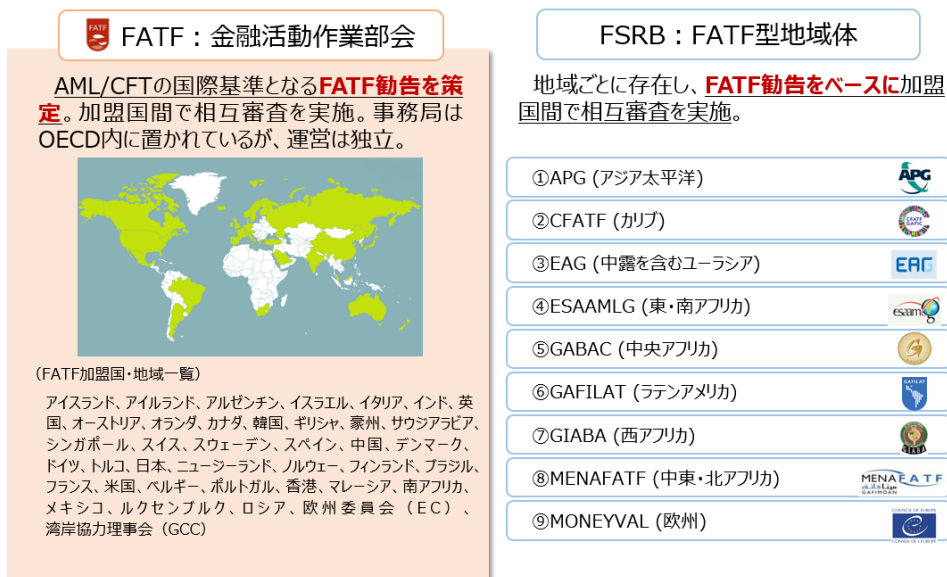 FATF
FATF：金融活動作業部会
AML/CFTの国際基準となるFATF勧告を策
定。加盟国間で相互審査を実施。事務局は
OECD内に置かれているが、運営は独立。
（FATF加盟国・地域一覧）
アイスランド、アイルランド、アルゼンチン、イスラエル、イタリア、インド、英
国、オーストリア、オランダ、カナダ、韓国、ギリシャ、豪州、サウジアラビア、
シンガポール、スイス、スウェーデン、スペイン、中国、デンマーク、
ドイツ、トルコ、日本、ニュージーランド、ノルウェー、フィンランド、ブラジル、
フランス、米国、ベルギー、ポルトガル、香港、マレーシア、南アフリカ、
メキシコ、ルクセンブルク、ロシア、欧州委員会（EC）、
湾岸協力理事会（GCC）
FSRB：FATF型地域体
地域ごとに存在し、FATF勧告をベースに加盟
国間で相互審査を実施。
①APG (アジア太平洋)
APG
②CFATF (カリブ)
CFATF
GAFIC
③EAG (中露を含むユーラシア)
EAG
④ESAAMLG (東・南アフリカ)
esaamlg
⑤GABAC (中央アフリカ)
⑥GAFILAT (ラテンアメリカ)
GAFILAT
⑦GIABA (西アフリカ)
GIABA
⑧MENAFATF (中東・北アフリカ)
MENAFATF
GAFIMOAN
⑨MONEYVAL (欧州)
COUNCIL OF EUROPE
CONSEIL DE L'EUROPE